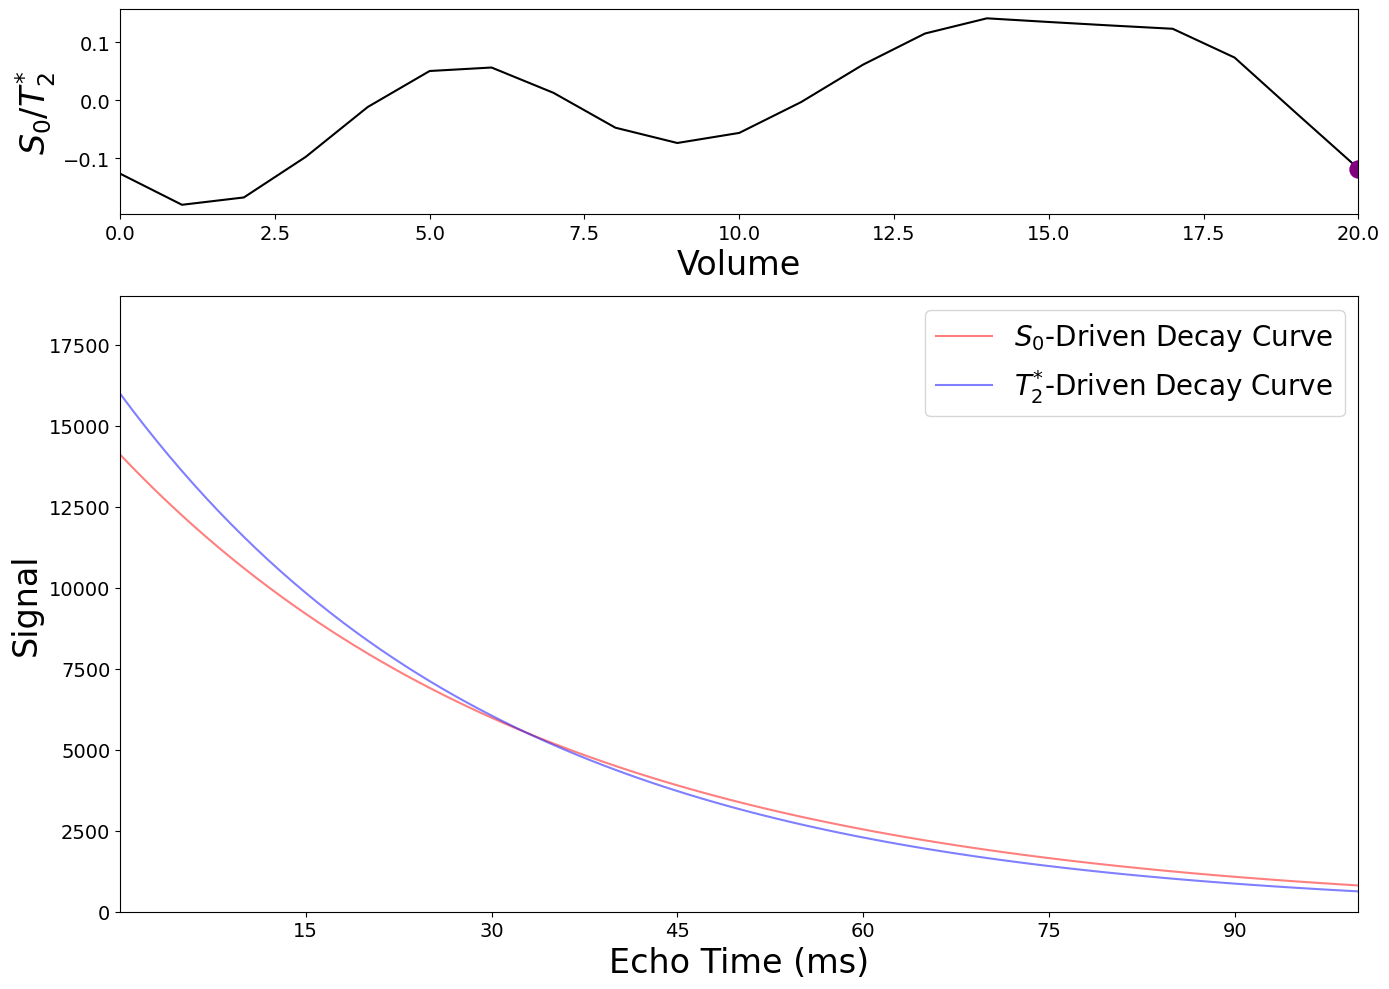 S₀/T₂*
0.1
0.0
−0.1
0.0 2.5 5.0 7.5 10.0 12.5 15.0 17.5 20.0
Volume
Signal
17500
15000
12500
10000
7500
5000
2500
0
S₀-Driven Decay Curve
T₂*-Driven Decay Curve
15 30 45 60 75 90
Echo Time (ms)